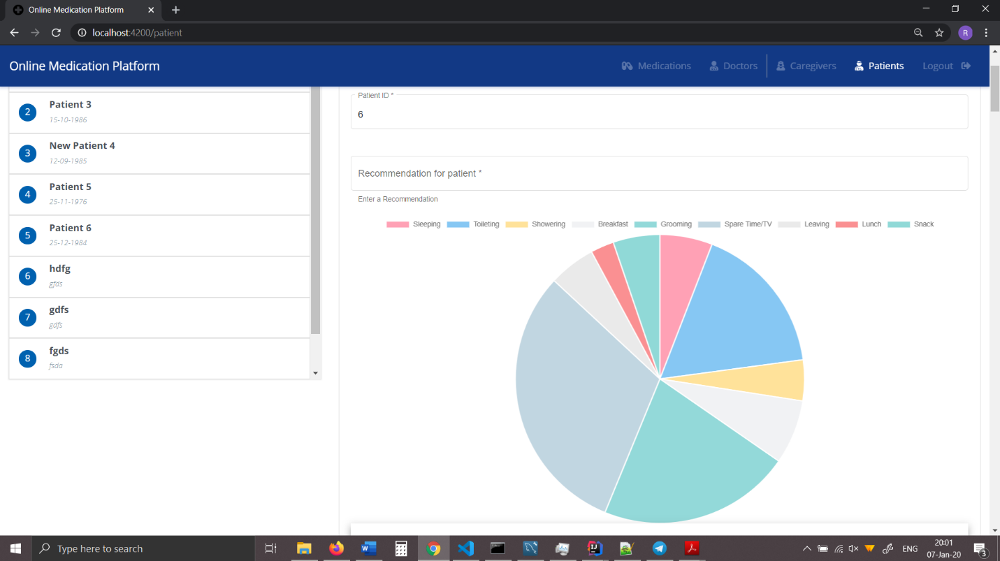 Online Medication Platform
localhost:4200/patient
R
Online Medication Platform
Medications
Doctors
Caregivers
Patients
Logout
2
Patient 3
15-10-1986
3
New Patient 4
12-09-1985
4
Patient 5
25-11-1976
5
Patient 6
25-12-1984
6
hdfg
gfds
7
gdfs
gdfs
8
fgds
fsda
Patient ID *
6
Recommendation for patient *
Enter a Recommendation
Sleeping
Toileting
Showering
Breakfast
Grooming
Spare Time/TV
Leaving
Lunch
Snack
Type here to search
ENG
20:01
07-Jan-20
3